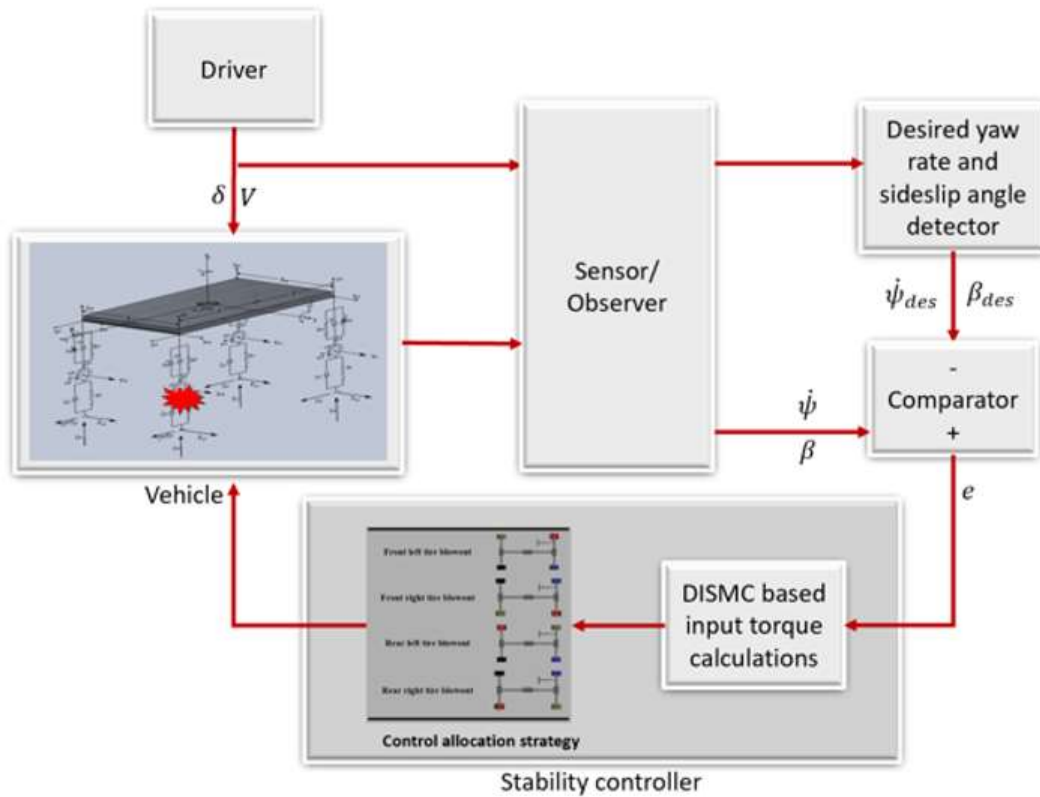 Driver
δ V
Sensor/
Observer
Desired yaw
rate and
sideslip angle
detector
ψ̇des βdes
-
Comparator
+
ψ̇
β
e
Vehicle
Front left tire blowout
Front right tire blowout
Rear left tire blowout
Rear right tire blowout
Control allocation strategy
DISMC based
input torque
calculations
Stability controller